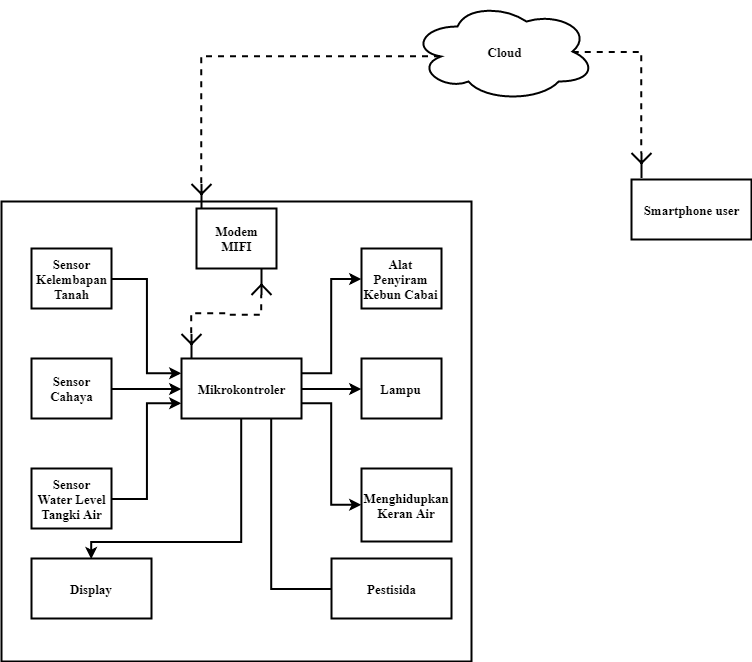 Cloud
Smartphone user
Modem
MIFI
Sensor
Kelembapan
Tanah
Alat
Penyiram
Kebun Cabai
Sensor
Cahaya
Mikrokontroler
Lampu
Sensor
Water Level
Tangki Air
Menghidupkan
Keran Air
Display
Pestisida